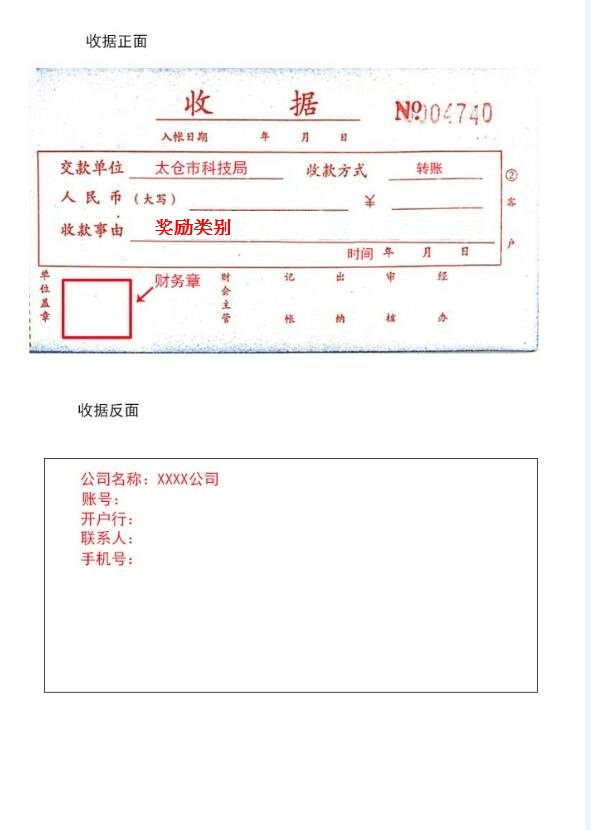 收据正面
收 据 Nº 0004740
入帐日期 年 月 日
交款单位 太仓市科技局 收款方式 转账
人民币(大写) ¥
收款事由 奖励类别
时间 年 月 日
②客户
单位盖章 财务章 财会主管 记帐 出纳 审核 经办
收据反面
公司名称：XXXX公司
账号：
开户行：
联系人：
手机号：